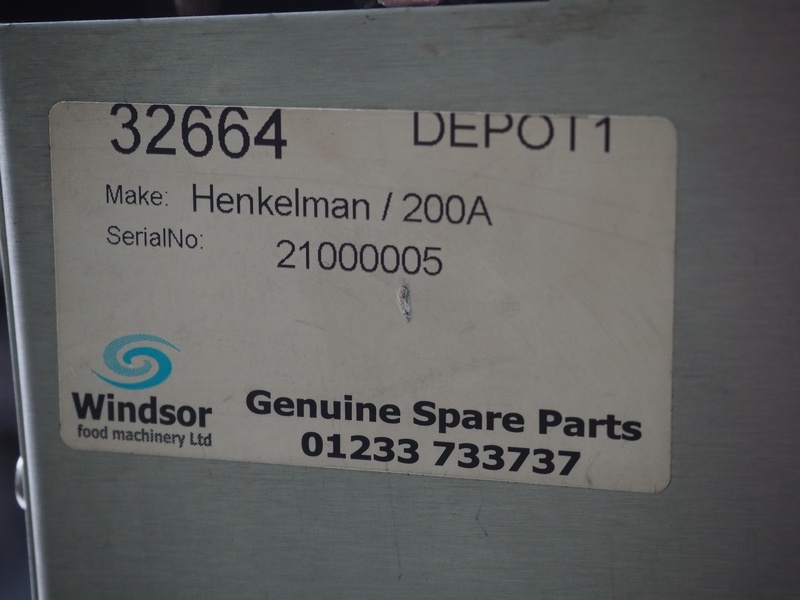 32664 DEPOT1
Make: Henkelman / 200A
SerialNo: 21000005
Windsor
food machinery Ltd
Genuine Spare Parts
01233 733737